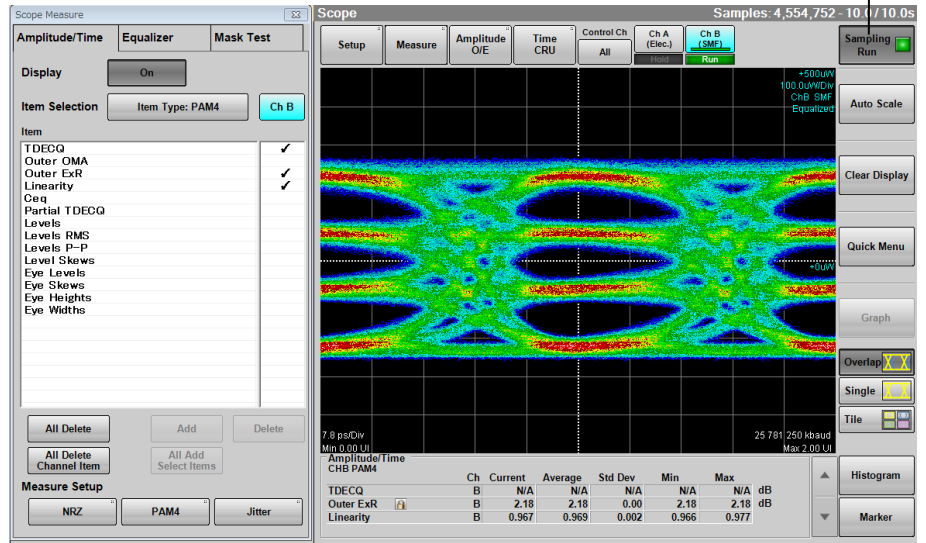 Scope Measure
Amplitude/Time Equalizer Mask Test
Display On
Item Selection Item Type: PAM4 Ch B
Item
TDECQ ✓
Outer OMA
Outer ExR ✓
Linearity ✓
Ceq
Partial TDECQ
Levels
Levels RMS
Levels P-P
Level Skews
Eye Levels
Eye Skews
Eye Heights
Eye Widths
All Delete Add Delete
All Delete Channel Item All Add Select Items
Measure Setup
NRZ PAM4 Jitter
Scope Samples: 4,554,752 - 10.0 / 10.0s
Setup Measure Amplitude O/E Time CRU Control Ch All Ch A (Elec.) Hold Ch B (SMF) Run
+500uW
100.0uW/Div
ChB SMF
Equalized
+0uW
7.8 ps/Div 25 781 250 kbaud
Min 0.00 UI Max 2.00 UI
Amplitude/Time
CHB PAM4
Ch Current Average Std Dev Min Max
TDECQ B N/A N/A N/A N/A N/A dB
Outer ExR B 2.18 2.18 0.00 2.18 2.18 dB
Linearity B 0.967 0.969 0.002 0.966 0.977
Sampling Run
Auto Scale
Clear Display
Quick Menu
Graph
Overlap
Single
Tile
Histogram
Marker